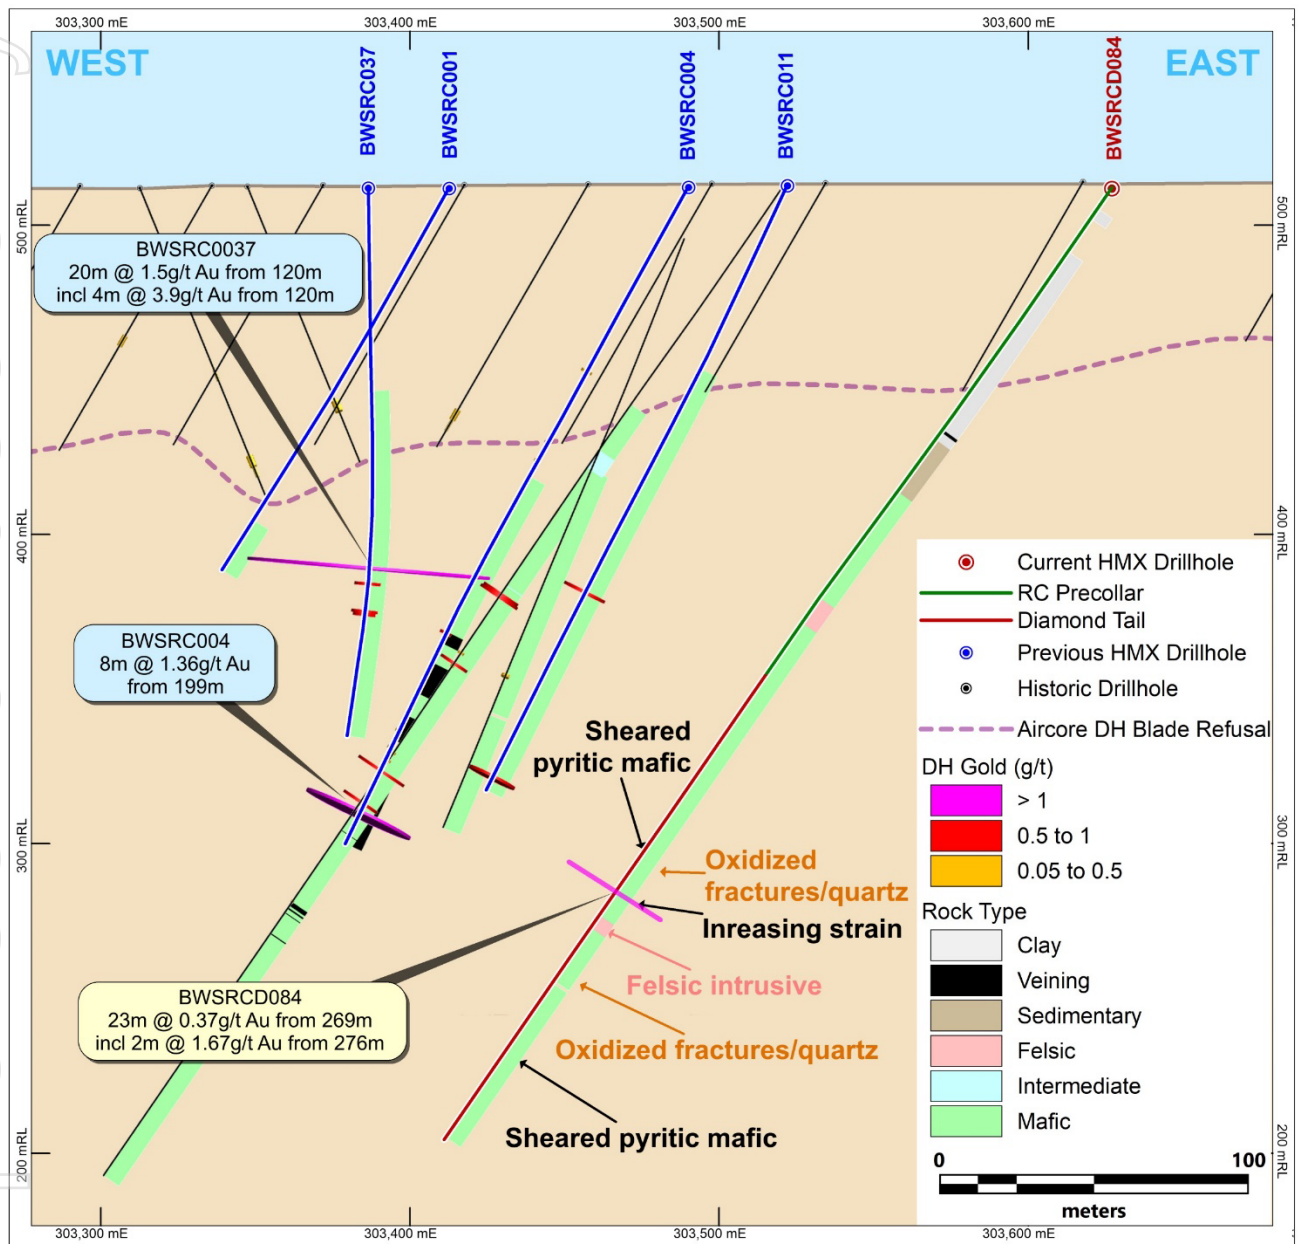 303,300 mE
303,400 mE
303,500 mE
303,600 mE
WEST
EAST
BWSRC037
BWSRC001
BWSRC004
BWSRC011
BWSRCD084
500 mRL
500 mRL
BWSRC0037
20m @ 1.5g/t Au from 120m
incl 4m @ 3.9g/t Au from 120m
400 mRL
400 mRL
BWSRC004
8m @ 1.36g/t Au
from 199m
Sheared
pyritic mafic
300 mRL
300 mRL
Oxidized
fractures/quartz
Inreasing strain
Felsic intrusive
BWSRCD084
23m @ 0.37g/t Au from 269m
incl 2m @ 1.67g/t Au from 276m
Oxidized fractures/quartz
Sheared pyritic mafic
200 mRL
200 mRL
Current HMX Drillhole
RC Precollar
Diamond Tail
Previous HMX Drillhole
Historic Drillhole
Aircore DH Blade Refusal
DH Gold (g/t)
> 1
0.5 to 1
0.05 to 0.5
Rock Type
Clay
Veining
Sedimentary
Felsic
Intermediate
Mafic
0 100
meters
303,300 mE
303,400 mE
303,500 mE
303,600 mE